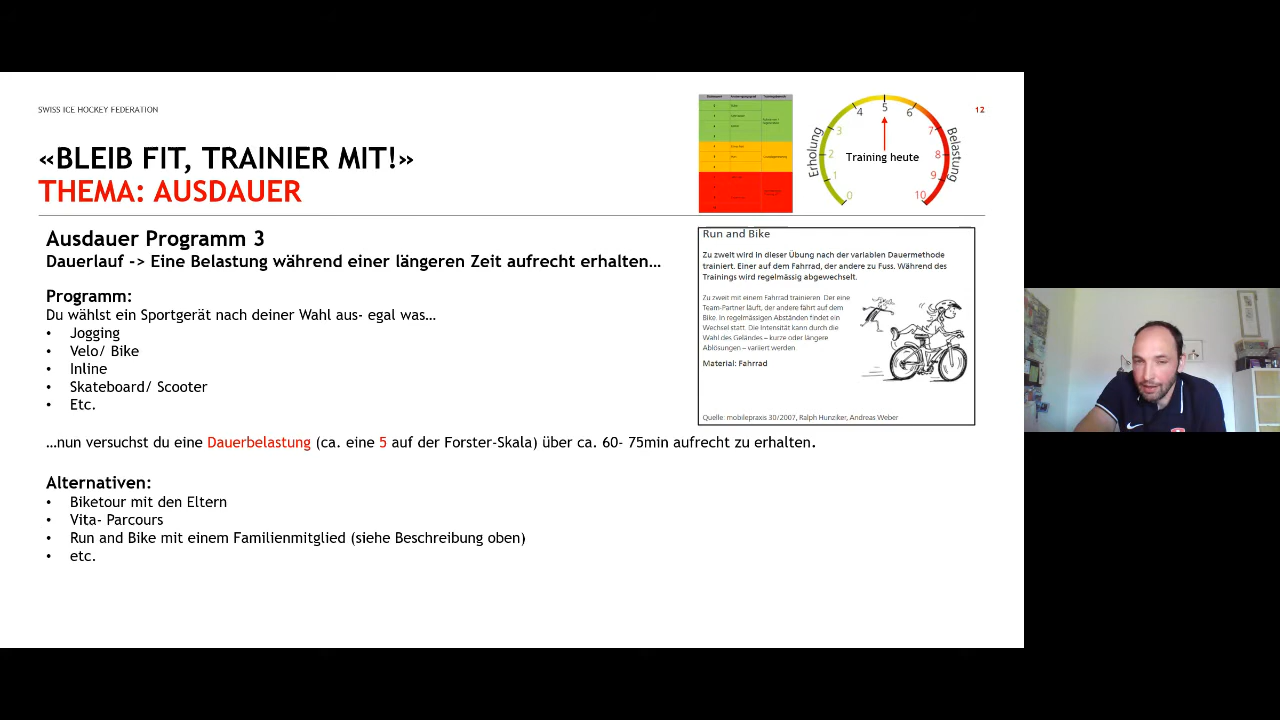 SWISS ICE HOCKEY FEDERATION
12
«BLEIB FIT, TRAINIER MIT!»
THEMA: AUSDAUER
Erholung
0
1
2
3
4
5
6
7
8
9
10
Belastung
Training heute
Ausdauer Programm 3
Dauerlauf -> Eine Belastung während einer längeren Zeit aufrecht erhalten…
Programm:
Du wählst ein Sportgerät nach deiner Wahl aus- egal was…
• Jogging
• Velo/ Bike
• Inline
• Skateboard/ Scooter
• Etc.
Run and Bike
Zu zweit wird in dieser Übung nach der variablen Dauermethode
trainiert. Einer auf dem Fahrrad, der andere zu Fuss. Während des
Trainings wird regelmässig abgewechselt.
Zu zweit mit einem Fahrrad trainieren. Der eine
Team-Partner läuft, der andere fährt auf dem
Bike. In regelmässigen Abständen findet ein
Wechsel statt. Die Intensität kann durch die
Wahl des Geländes – kurze oder längere
Ablösungen – variiert werden.
Material: Fahrrad
Quelle: mobilepraxis 30/2007, Ralph Hunziker, Andreas Weber
…nun versuchst du eine Dauerbelastung (ca. eine 5 auf der Forster-Skala) über ca. 60- 75min aufrecht zu erhalten.
Alternativen:
• Biketour mit den Eltern
• Vita- Parcours
• Run and Bike mit einem Familienmitglied (siehe Beschreibung oben)
• etc.